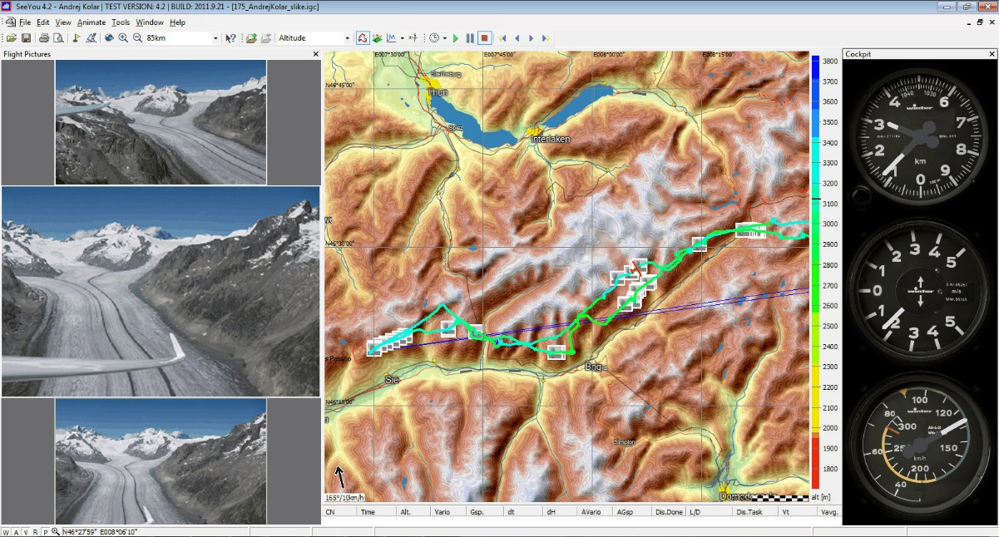 SeeYou 4.2 - Andrej Kolar | TEST VERSION: 4.2 | BUILD: 2011.9.21 - [175_AndrejKolar_slike.igc]
File Edit View Animate Tools Window Help
85km Altitude
Flight Pictures
Cockpit
E007°30'00" E007°45'00" E008°00'00" E008°15'00"
N46°45'00"
Thun
Spiez
Interlaken
N46°30'00"
Brig
Sie
N46°15'00"
Simplon
165°/10km/h
3800
3700
3600
3500
3400
3300
3200
3100
3000
2900
2800
2700
2600
2500
2400
2300
2200
2100
2000
1900
1800
alt [m]
1040 1030
4 6
3 7
2 km 8
1 0 9
winter
2 3 4
1 5
0
winter
m/s
1 5
2 3 4
100
80 120
winter
300
60 150
km/h
200
40
CN Time Alt. Vario Gsp. dt dH AVario AGsp Dis.Done L/D Dis.Task Vt Vavg.
W A V R P N46°27'59" E008°06'10"